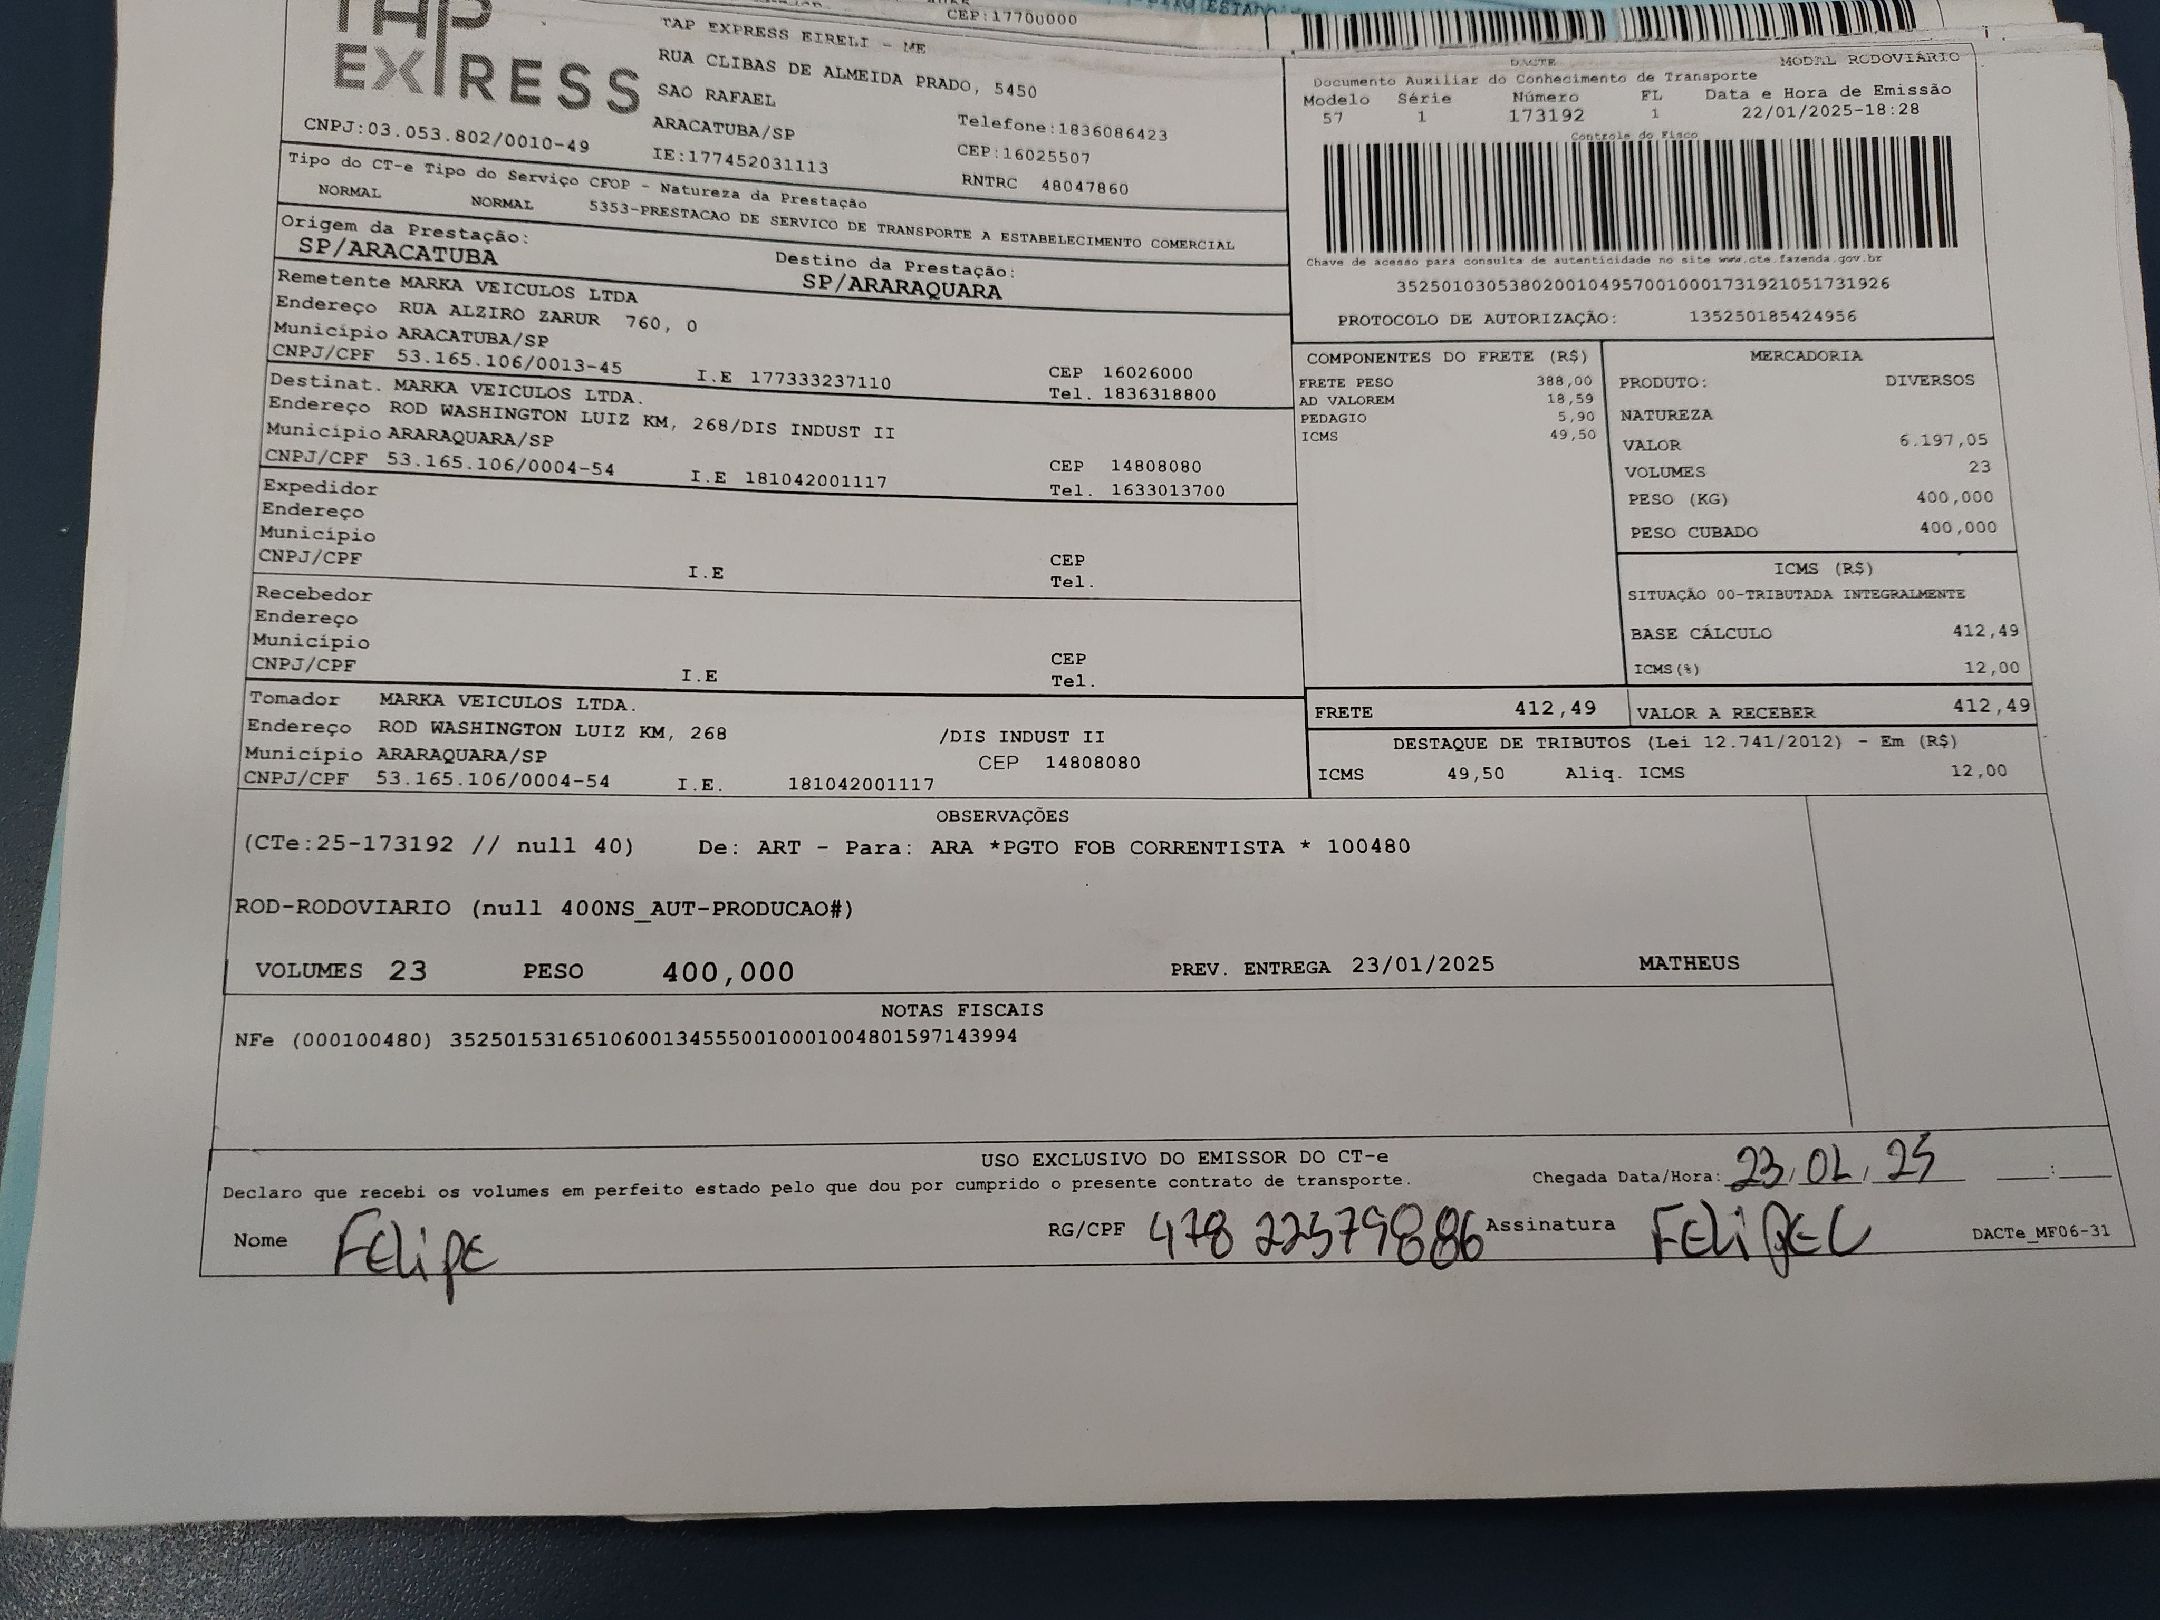 CEP:17700000
TAP
EXPRESS
CNPJ:03.053.802/0010-49
TAP EXPRESS EIRELI - ME
RUA CLIBAS DE ALMEIDA PRADO, 5450
SAO RAFAEL
ARACATUBA/SP
IE:177452031113
Telefone:1836086423
CEP:16025507
RNTRC 48047860
DACTE
MODAL RODOVIÁRIO
Documento Auxiliar do Conhecimento de Transporte
Modelo Série Número FL Data e Hora de Emissão
57 1 173192 1 22/01/2025-18:28
Controle do Fisco
Chave de acesso para consulta de autenticidade no site www.cte.fazenda.gov.br
35250103053802001049570010001731921051731926
PROTOCOLO DE AUTORIZAÇÃO: 135250185424956
Tipo do CT-e Tipo do Serviço CFOP - Natureza da Prestação
NORMAL NORMAL 5353-PRESTACAO DE SERVICO DE TRANSPORTE A ESTABELECIMENTO COMERCIAL
Origem da Prestação:
SP/ARACATUBA
Destino da Prestação:
SP/ARARAQUARA
Remetente MARKA VEICULOS LTDA
Endereço RUA ALZIRO ZARUR 760, 0
Município ARACATUBA/SP
CNPJ/CPF 53.165.106/0013-45 I.E 177333237110
CEP 16026000
Tel. 1836318800
Destinat. MARKA VEICULOS LTDA.
Endereço ROD WASHINGTON LUIZ KM, 268/DIS INDUST II
Município ARARAQUARA/SP
CNPJ/CPF 53.165.106/0004-54 I.E 181042001117
CEP 14808080
Tel. 1633013700
Expedidor
Endereço
Município
CNPJ/CPF I.E
CEP
Tel.
Recebedor
Endereço
Município
CNPJ/CPF I.E
CEP
Tel.
Tomador MARKA VEICULOS LTDA.
Endereço ROD WASHINGTON LUIZ KM, 268 /DIS INDUST II
Município ARARAQUARA/SP CEP 14808080
CNPJ/CPF 53.165.106/0004-54 I.E. 181042001117
COMPONENTES DO FRETE (R$)
FRETE PESO 388,00
AD VALOREM 18,59
PEDAGIO 5,90
ICMS 49,50
MERCADORIA
PRODUTO: DIVERSOS
NATUREZA
VALOR 6.197,05
VOLUMES 23
PESO (KG) 400,000
PESO CUBADO 400,000
ICMS (R$)
SITUAÇÃO 00-TRIBUTADA INTEGRALMENTE
BASE CÁLCULO 412,49
ICMS(%) 12,00
FRETE 412,49 VALOR A RECEBER 412,49
DESTAQUE DE TRIBUTOS (Lei 12.741/2012) - Em (R$)
ICMS 49,50 Aliq. ICMS 12,00
OBSERVAÇÕES
(CTe:25-173192 // null 40) De: ART - Para: ARA *PGTO FOB CORRENTISTA * 100480
ROD-RODOVIARIO (null 400NS_AUT-PRODUCAO#)
VOLUMES 23 PESO 400,000 PREV. ENTREGA 23/01/2025 MATHEUS
NOTAS FISCAIS
NFe (000100480) 35250153165106001345550010001004801597143994
USO EXCLUSIVO DO EMISSOR DO CT-e
Declaro que recebi os volumes em perfeito estado pelo que dou por cumprido o presente contrato de transporte.
Chegada Data/Hora: 23, 01, 25 :
Nome Felipe RG/CPF 478 22579886 Assinatura Felipe C DACTe_MF06-31